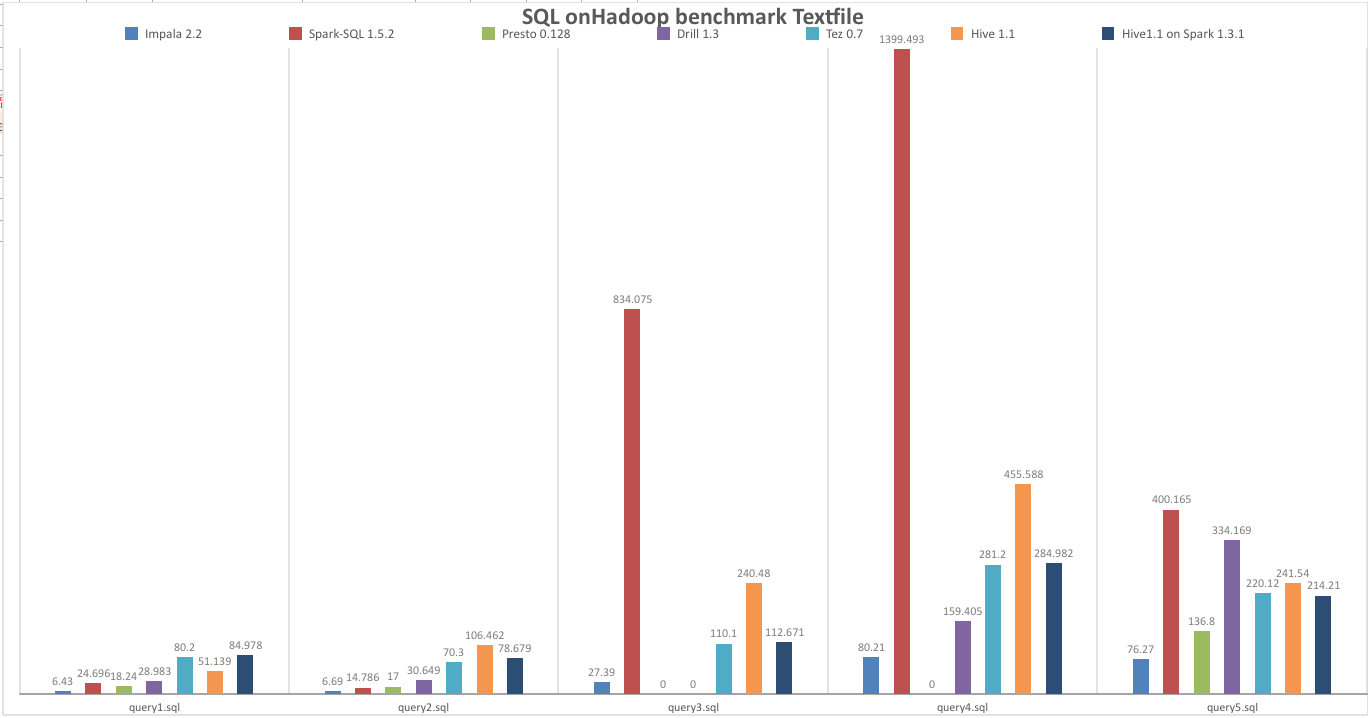 SQL onHadoop benchmark Textfile
Impala 2.2 Spark-SQL 1.5.2 Presto 0.128 Drill 1.3 Tez 0.7 Hive 1.1 Hive1.1 on Spark 1.3.1
6.43 24.696 18.24 28.983 80.2 51.139 84.978
6.69 14.786 17 30.649 70.3 106.462 78.679
27.39 834.075 0 0 110.1 240.48 112.671
80.21 1399.493 0 159.405 281.2 455.588 284.982
76.27 400.165 136.8 334.169 220.12 241.54 214.21
query1.sql query2.sql query3.sql query4.sql query5.sql